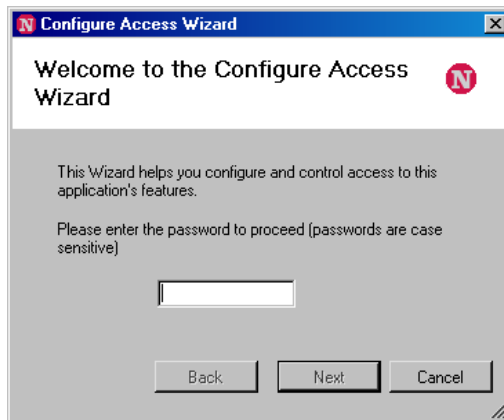 N Configure Access Wizard
Welcome to the Configure Access
Wizard
N
This Wizard helps you configure and control access to this
application's features.
Please enter the password to proceed (passwords are case
sensitive)
Back Next Cancel